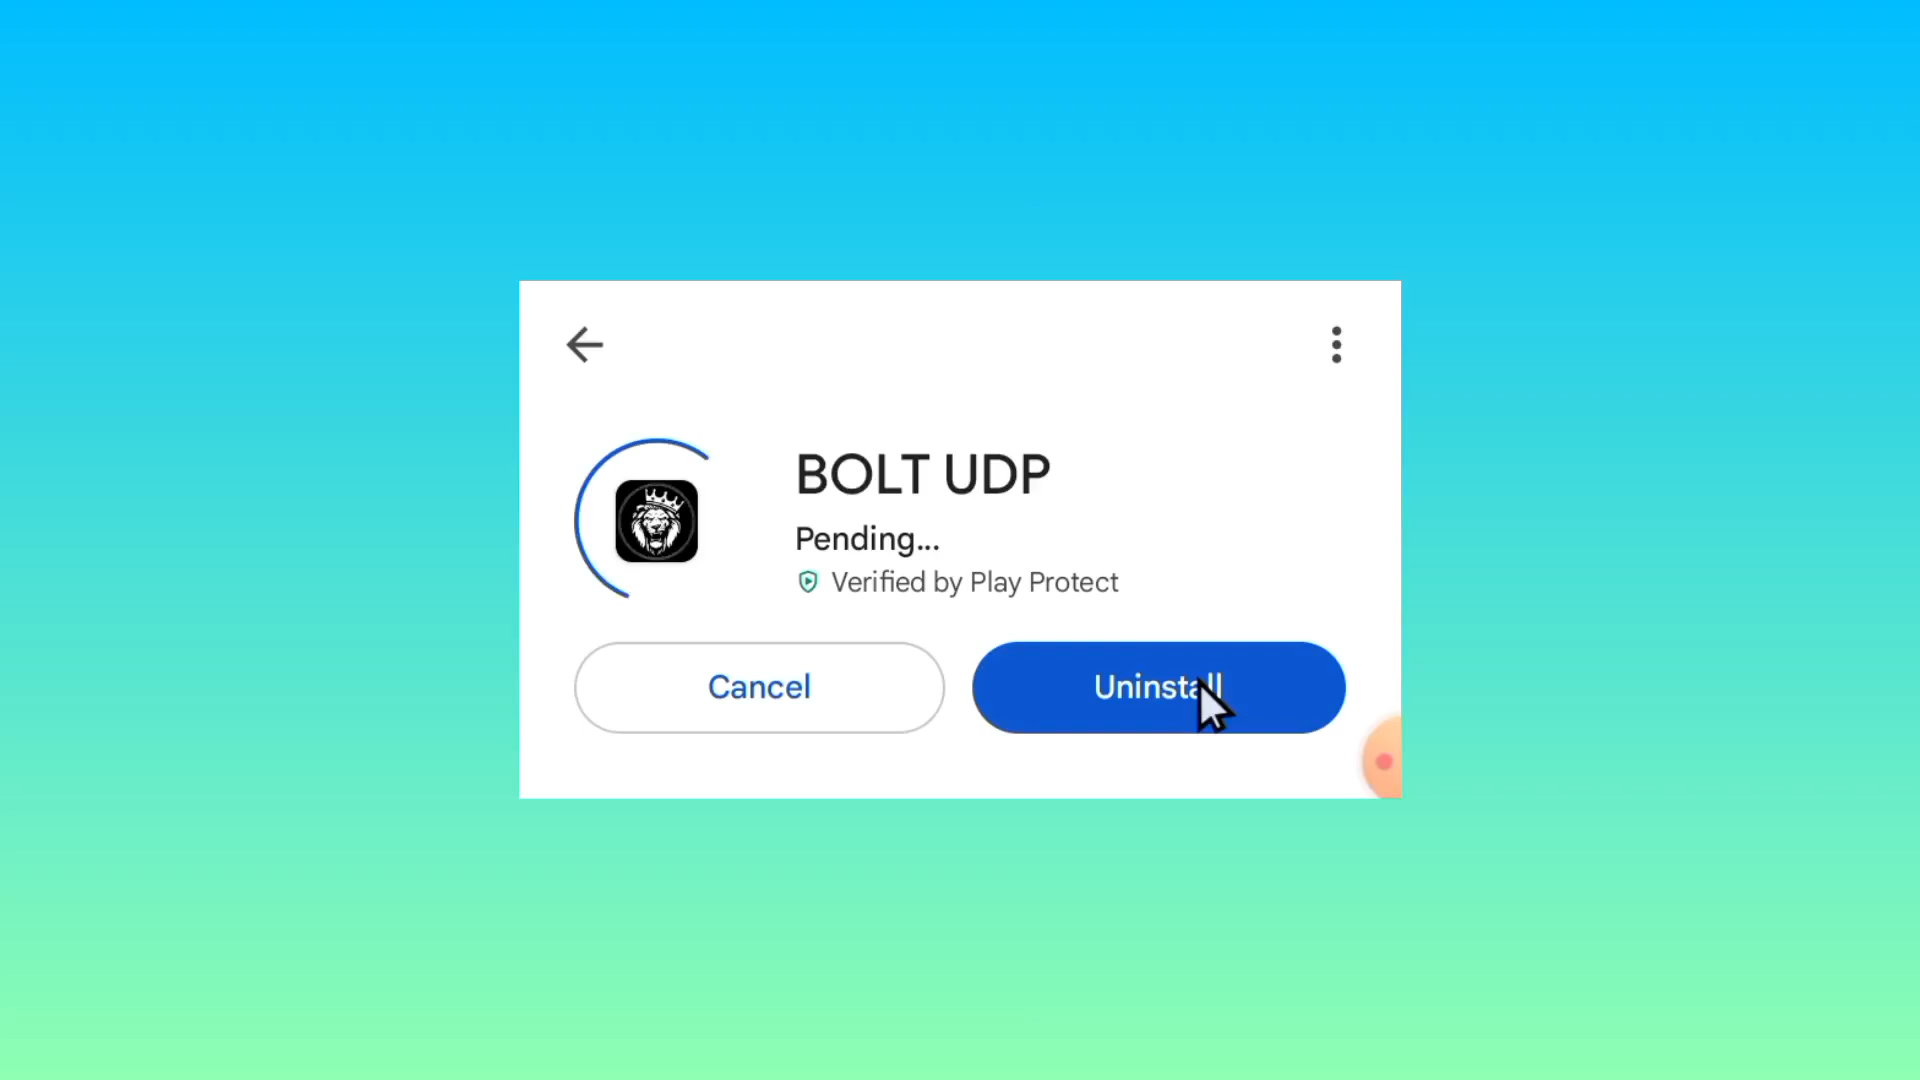 BOLT UDP
Pending...
Verified by Play Protect
Cancel
Uninstall